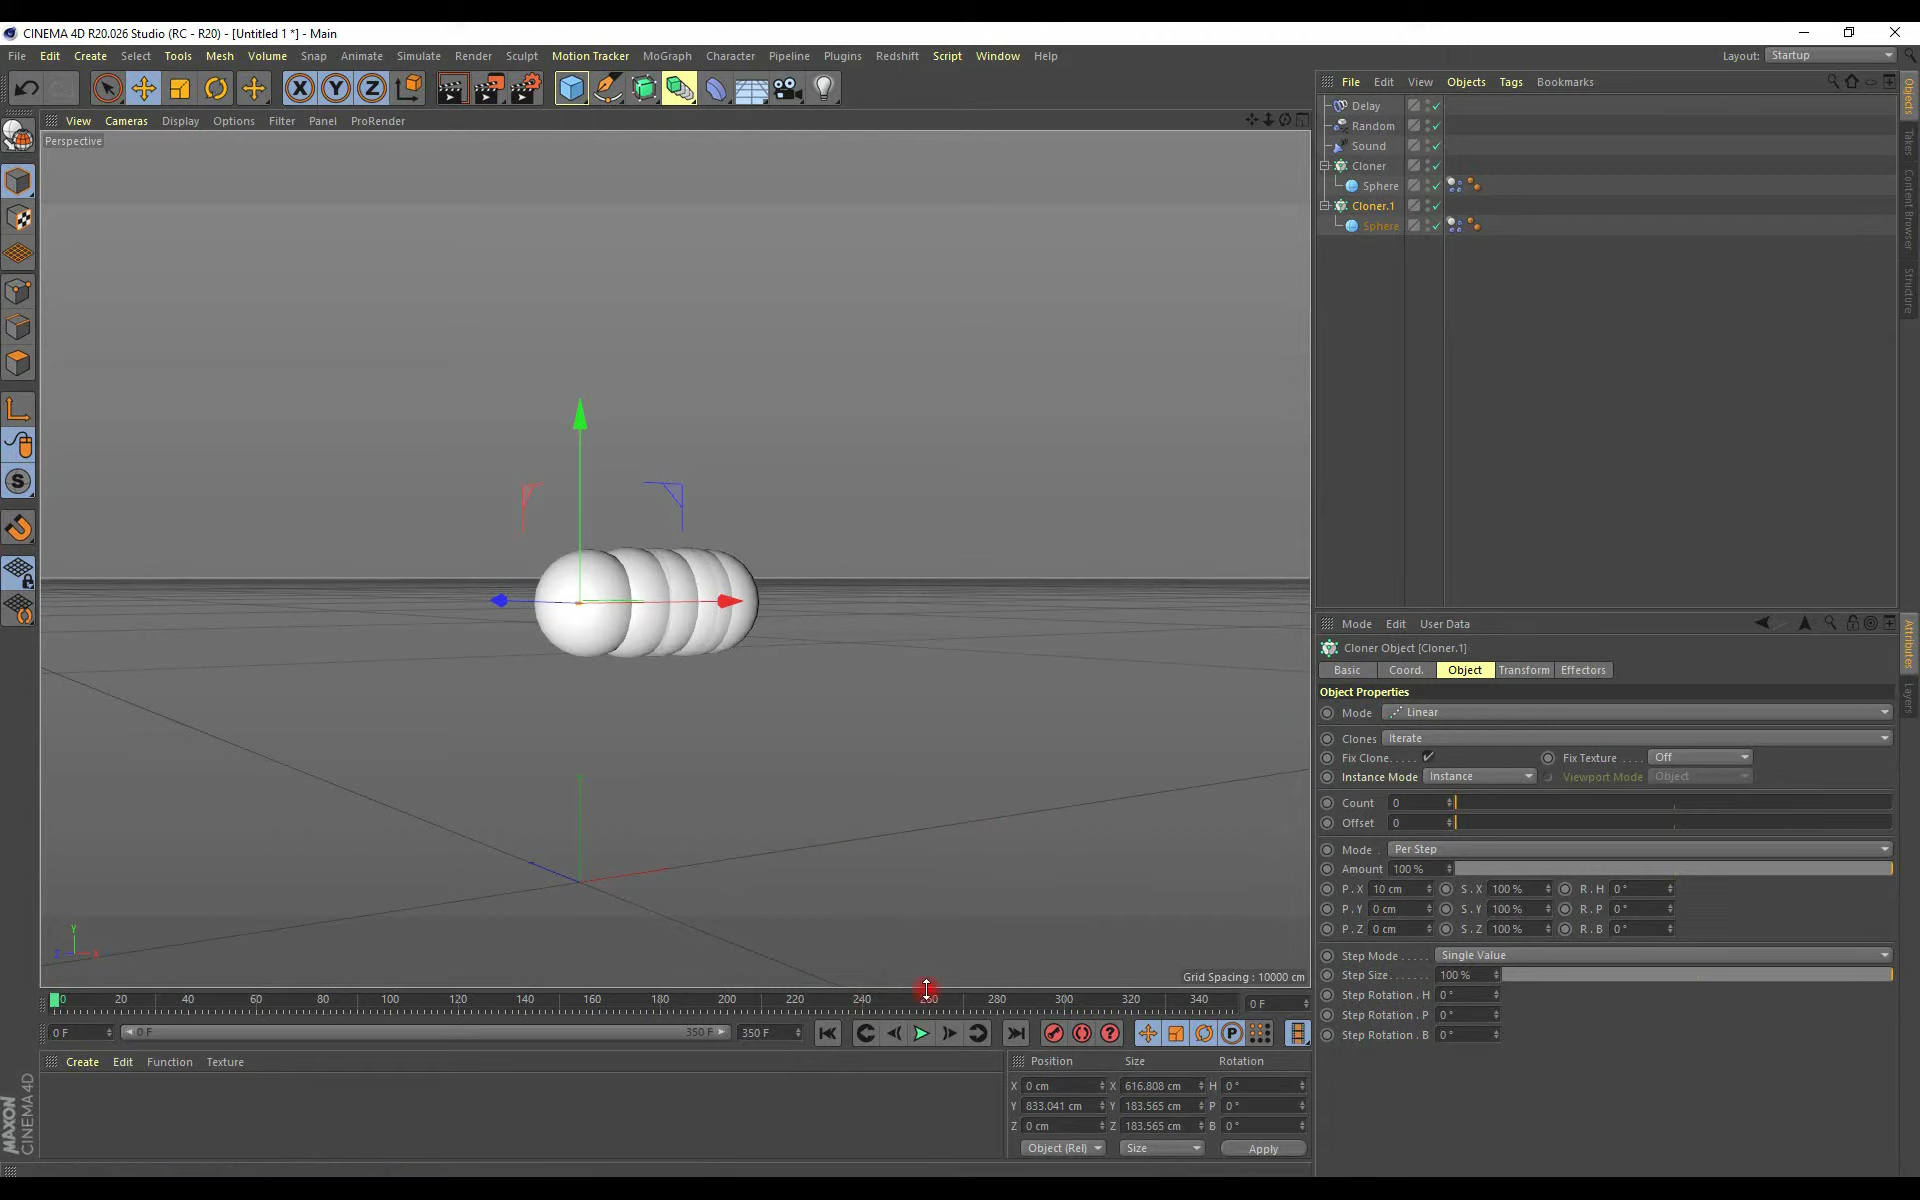 CINEMA 4D R20.026 Studio (RC - R20) - [Untitled 1 *] - Main
File Edit Create Select Tools Mesh Volume Snap Animate Simulate Render Sculpt Motion Tracker MoGraph Character Pipeline Plugins Redshift Script Window Help
Layout: Startup
X Y Z
File Edit View Objects Tags Bookmarks
View Cameras Display Options Filter Panel ProRender
Perspective
Delay
Random
Sound
Cloner
Sphere
Cloner.1
Sphere
Objects
Takes
Content Browser
Structure
Mode Edit User Data
Cloner Object [Cloner.1]
Basic Coord. Object Transform Effectors
Object Properties
Mode Linear
Clones Iterate
Fix Clone..... Fix Texture .... Off
Instance Mode Instance Viewport Mode Object
Count 0
Offset 0
Mode . Per Step
Amount 100 %
P . X 10 cm S . X 100 % R . H 0 °
P . Y 0 cm S . Y 100 % R . P 0 °
P . Z 0 cm S . Z 100 % R . B 0 °
Step Mode ..... Single Value
Step Size....... 100 %
Step Rotation . H 0 °
Step Rotation . P 0 °
Step Rotation . B 0 °
Attributes
Layers
Y
Z X
Grid Spacing : 10000 cm
0 20 40 60 80 100 120 140 160 180 200 220 240 260 280 300 320 340 0 F
0 F 0 F 350 F 350 F
P
Create Edit Function Texture
Position Size Rotation
X 0 cm X 616.808 cm H 0 °
Y 833.041 cm Y 183.565 cm P 0 °
Z 0 cm Z 183.565 cm B 0 °
Object (Rel) Size Apply
MAXON
CINEMA 4D